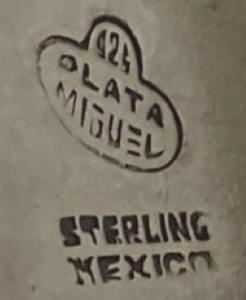 925
PLATA
MIGUEL
STERLING
MEXICO